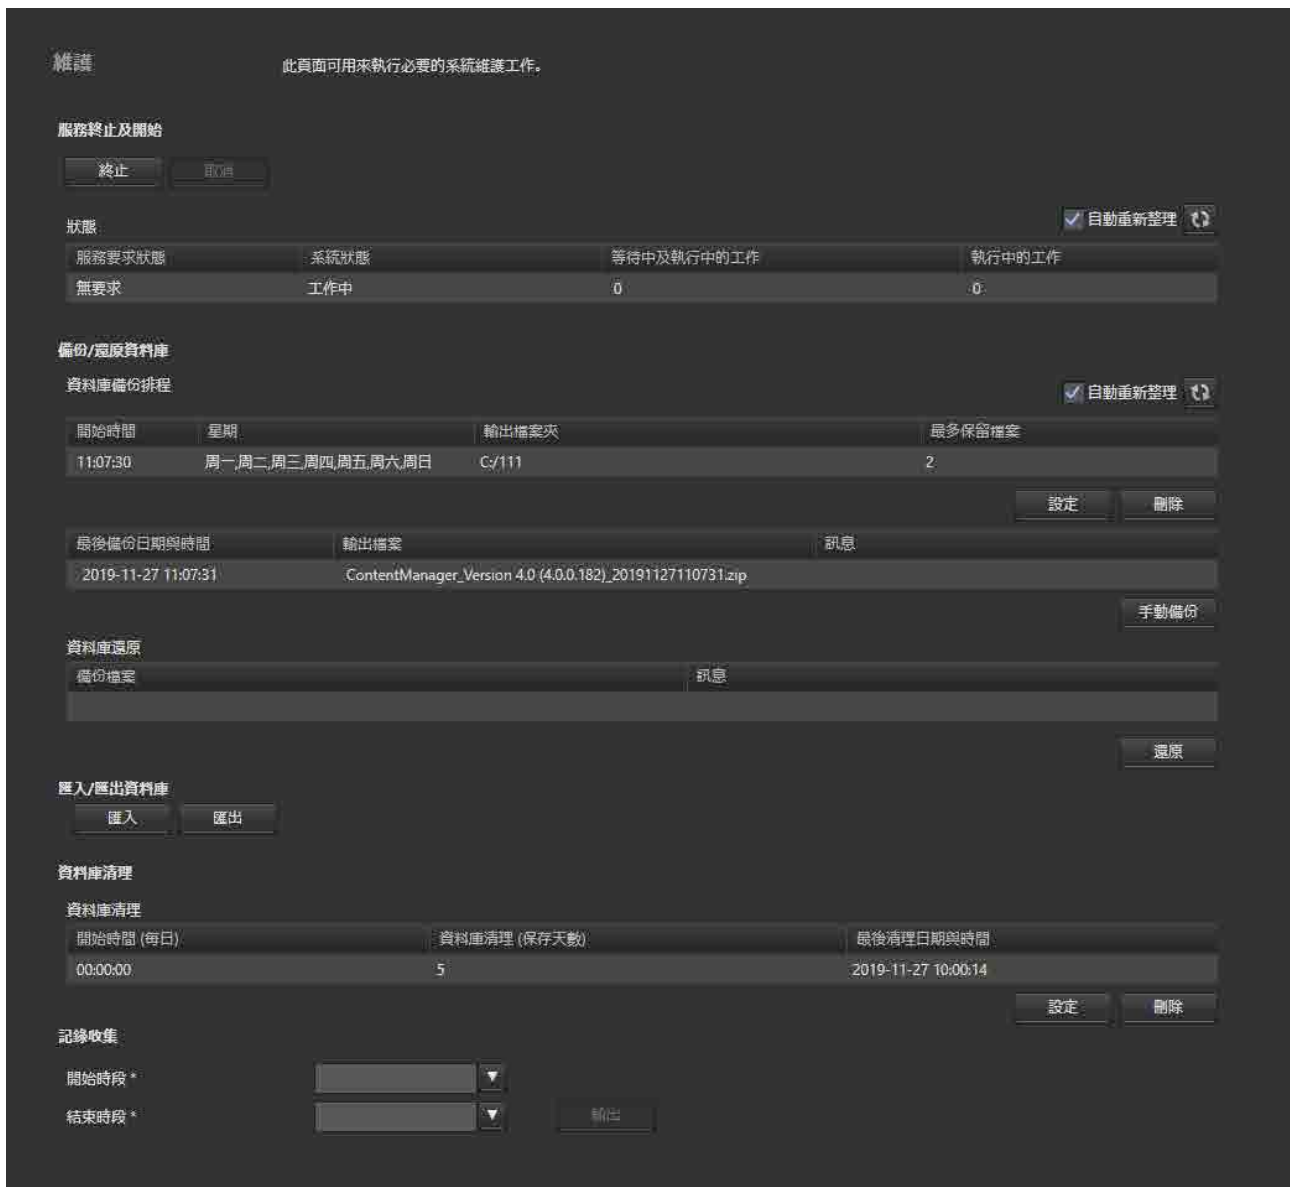 維護 此頁面可用來執行必要的系統維護工作。
服務終止及開始
終止 取消
狀態 自動重新整理
服務要求狀態 系統狀態 等待中及執行中的工作 執行中的工作
無要求 工作中 0 0
備份/還原資料庫
資料庫備份排程 自動重新整理
開始時間 星期 輸出檔案夾 最多保留檔案
11:07:30 周一,周二,周三,周四,周五,周六,周日 C:/111 2
設定 刪除
最後備份日期與時間 輸出檔案 訊息
2019-11-27 11:07:31 ContentManager_Version 4.0 (4.0.0.182)_20191127110731.zip
手動備份
資料庫還原
備份檔案 訊息
還原
匯入/匯出資料庫
匯入 匯出
資料庫清理
資料庫清理
開始時間 (每日) 資料庫清理 (保存天數) 最後清理日期與時間
00:00:00 5 2019-11-27 10:00:14
設定 刪除
記錄收集
開始時段 *
結束時段 * 輸出